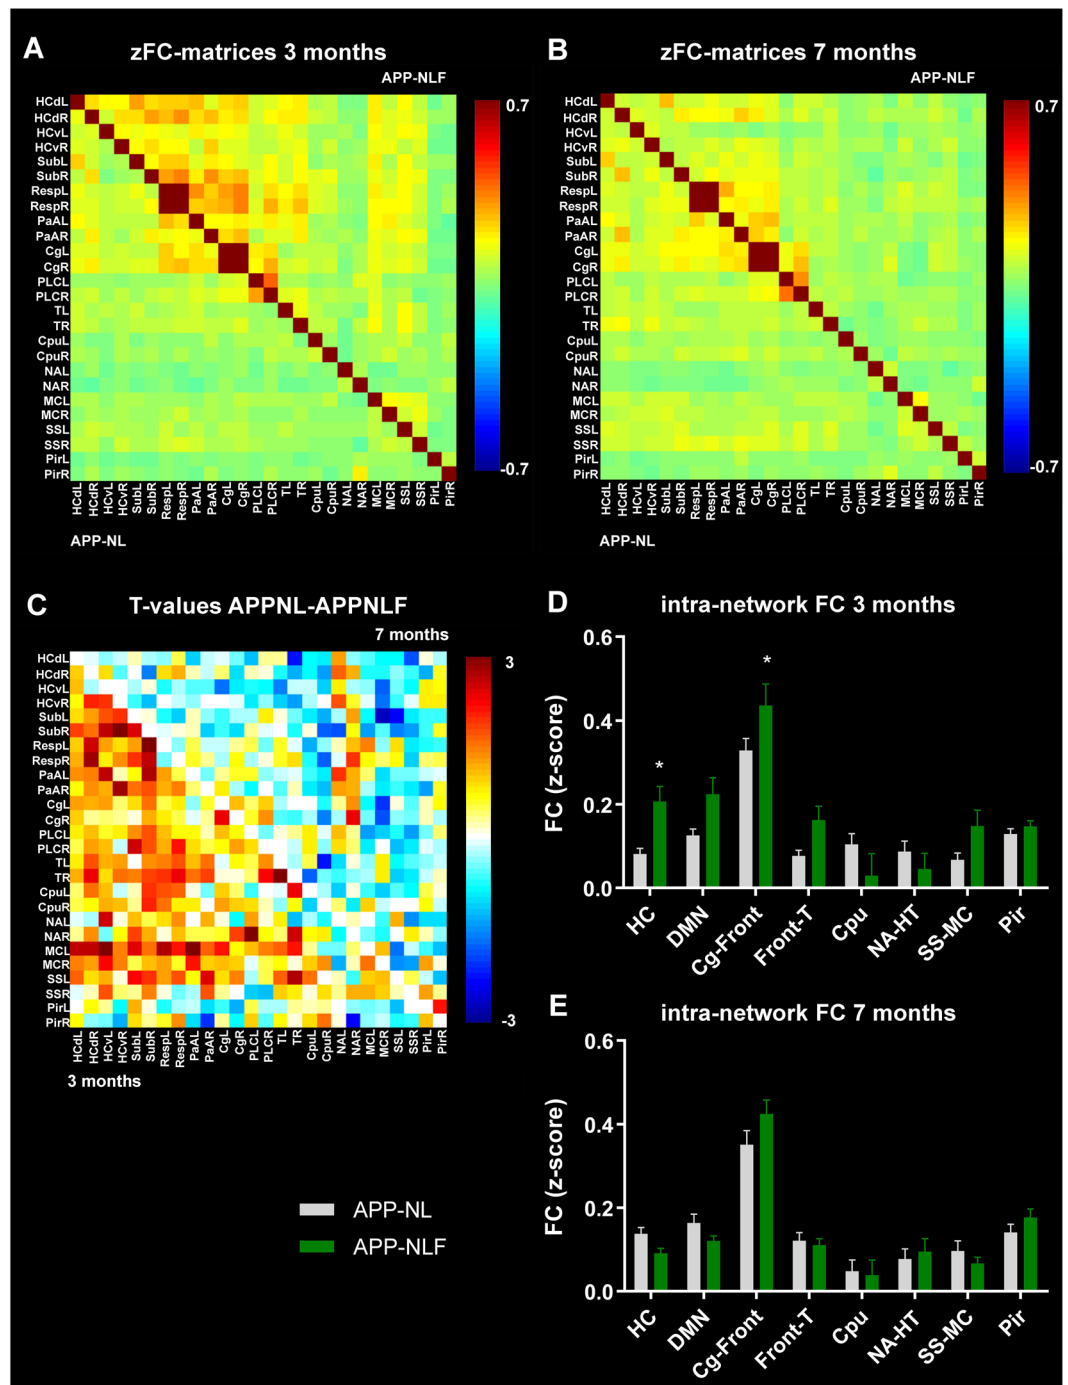 A
zFC-matrices 3 months
APP-NLF
HCdL
HCdR
HCvL
HCvR
SubL
SubR
RespL
RespR
PaAL
PaAR
CgL
CgR
PLCL
PLCR
TL
TR
CpuL
CpuR
NAL
NAR
MCL
MCR
SSL
SSR
PirL
PirR
0.7
-0.7
HCdL HCdR HCvL HCvR SubL SubR RespL RespR PaAL PaAR CgL CgR PLCL PLCR TL TR CpuL CpuR NAL NAR MCL MCR SSL SSR PirL PirR
APP-NL
B
zFC-matrices 7 months
APP-NLF
HCdL
HCdR
HCvL
HCvR
SubL
SubR
RespL
RespR
PaAL
PaAR
CgL
CgR
PLCL
PLCR
TL
TR
CpuL
CpuR
NAL
NAR
MCL
MCR
SSL
SSR
PirL
PirR
0.7
-0.7
HCdL HCdR HCvL HCvR SubL SubR RespL RespR PaAL PaAR CgL CgR PLCL PLCR TL TR CpuL CpuR NAL NAR MCL MCR SSL SSR PirL PirR
APP-NL
C
T-values APPNL-APPNLF
7 months
HCdL
HCdR
HCvL
HCvR
SubL
SubR
RespL
RespR
PaAL
PaAR
CgL
CgR
PLCL
PLCR
TL
TR
CpuL
CpuR
NAL
NAR
MCL
MCR
SSL
SSR
PirL
PirR
3
-3
HCdL HCdR HCvL HCvR SubL SubR RespL RespR PaAL PaAR CgL CgR PLCL PLCR TL TR CpuL CpuR NAL NAR MCL MCR SSL SSR PirL PirR
3 months
D
intra-network FC 3 months
FC (z-score)
0.6
0.4
0.2
0.0
*
*
HC DMN Cg-Front Front-T Cpu NA-HT SS-MC Pir
E
intra-network FC 7 months
FC (z-score)
0.6
0.4
0.2
0.0
HC DMN Cg-Front Front-T Cpu NA-HT SS-MC Pir
APP-NL
APP-NLF